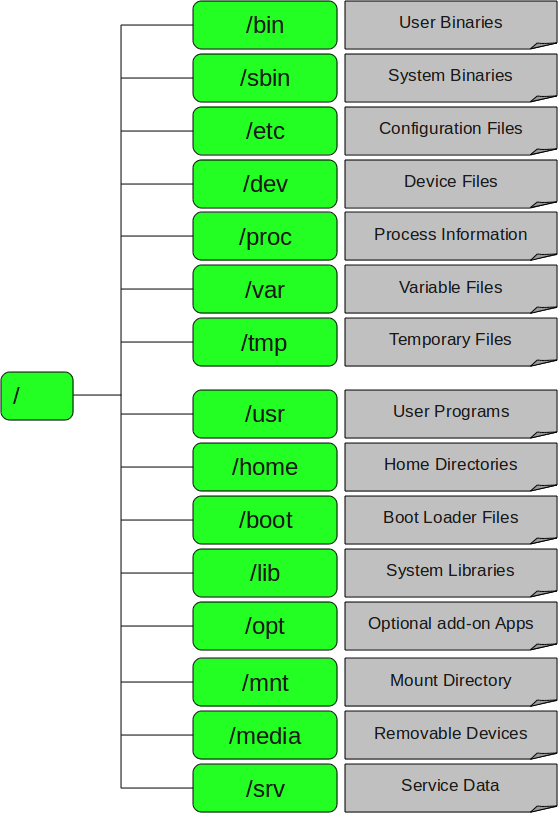 /bin User Binaries
/sbin System Binaries
/etc Configuration Files
/dev Device Files
/proc Process Information
/var Variable Files
/tmp Temporary Files
/
/usr User Programs
/home Home Directories
/boot Boot Loader Files
/lib System Libraries
/opt Optional add-on Apps
/mnt Mount Directory
/media Removable Devices
/srv Service Data